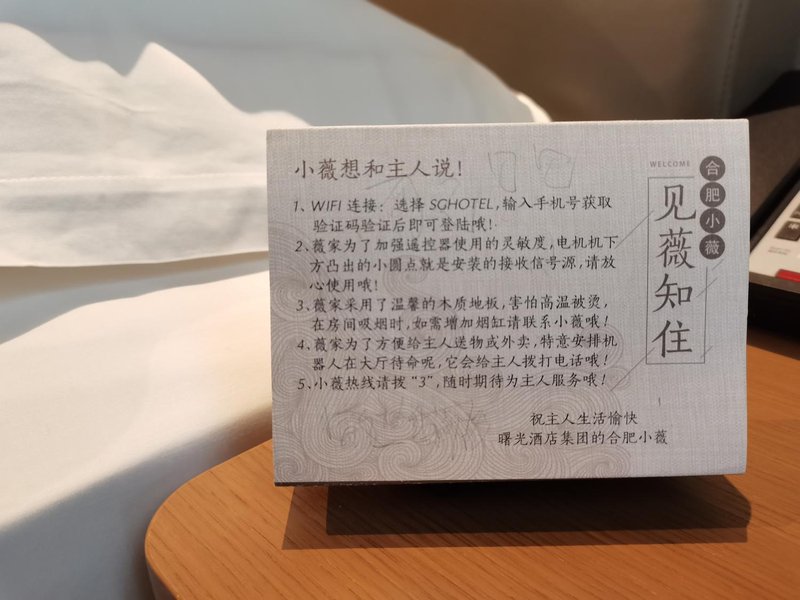 小薇想和主人说！
1、WIFI 连接：选择 SGHOTEL,输入手机号获取
验证码验证后即可登陆哦！
2、薇家为了加强遥控器使用的灵敏度,电机机下
方凸出的小圆点就是安装的接收信号源,请放
心使用哦！
3、薇家采用了温馨的木质地板,害怕高温被烫,
在房间吸烟时,如需增加烟缸请联系小薇哦！
4、薇家为了方便给主人送物或外卖,特意安排机
器人在大厅待命呢,它会给主人拨打电话哦！
5、小薇热线请拨“3”,随时期待为主人服务哦！
祝主人生活愉快
曙光酒店集团的合肥小薇
WELCOME
合肥小薇
见薇知住